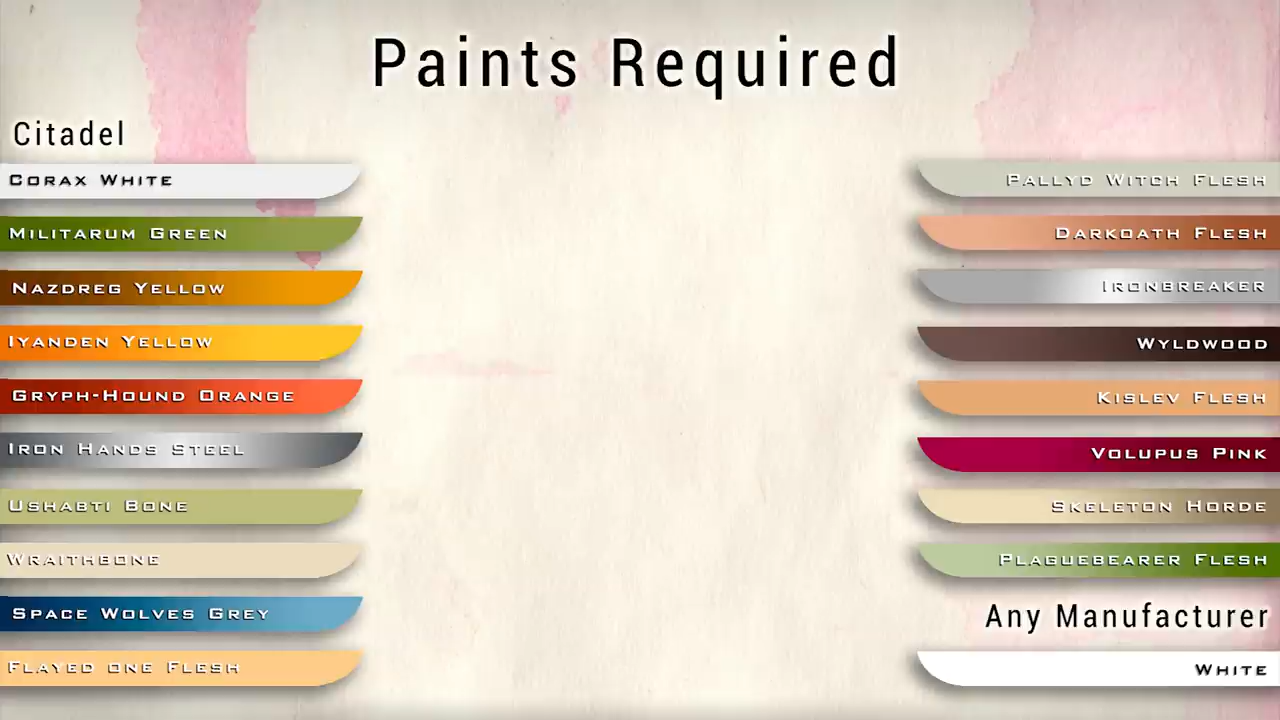 Paints Required
Citadel
Corax White
Militarum Green
Nazdreg Yellow
Iyanden Yellow
Gryph-Hound Orange
Iron Hands Steel
Ushabti Bone
Wraithbone
Space Wolves Grey
Flayed one Flesh
Pallyd Witch Flesh
Darkoath Flesh
Ironbreaker
Wyldwood
Kislev Flesh
Volupus Pink
Skeleton Horde
Plaguebearer Flesh
Any Manufacturer
White